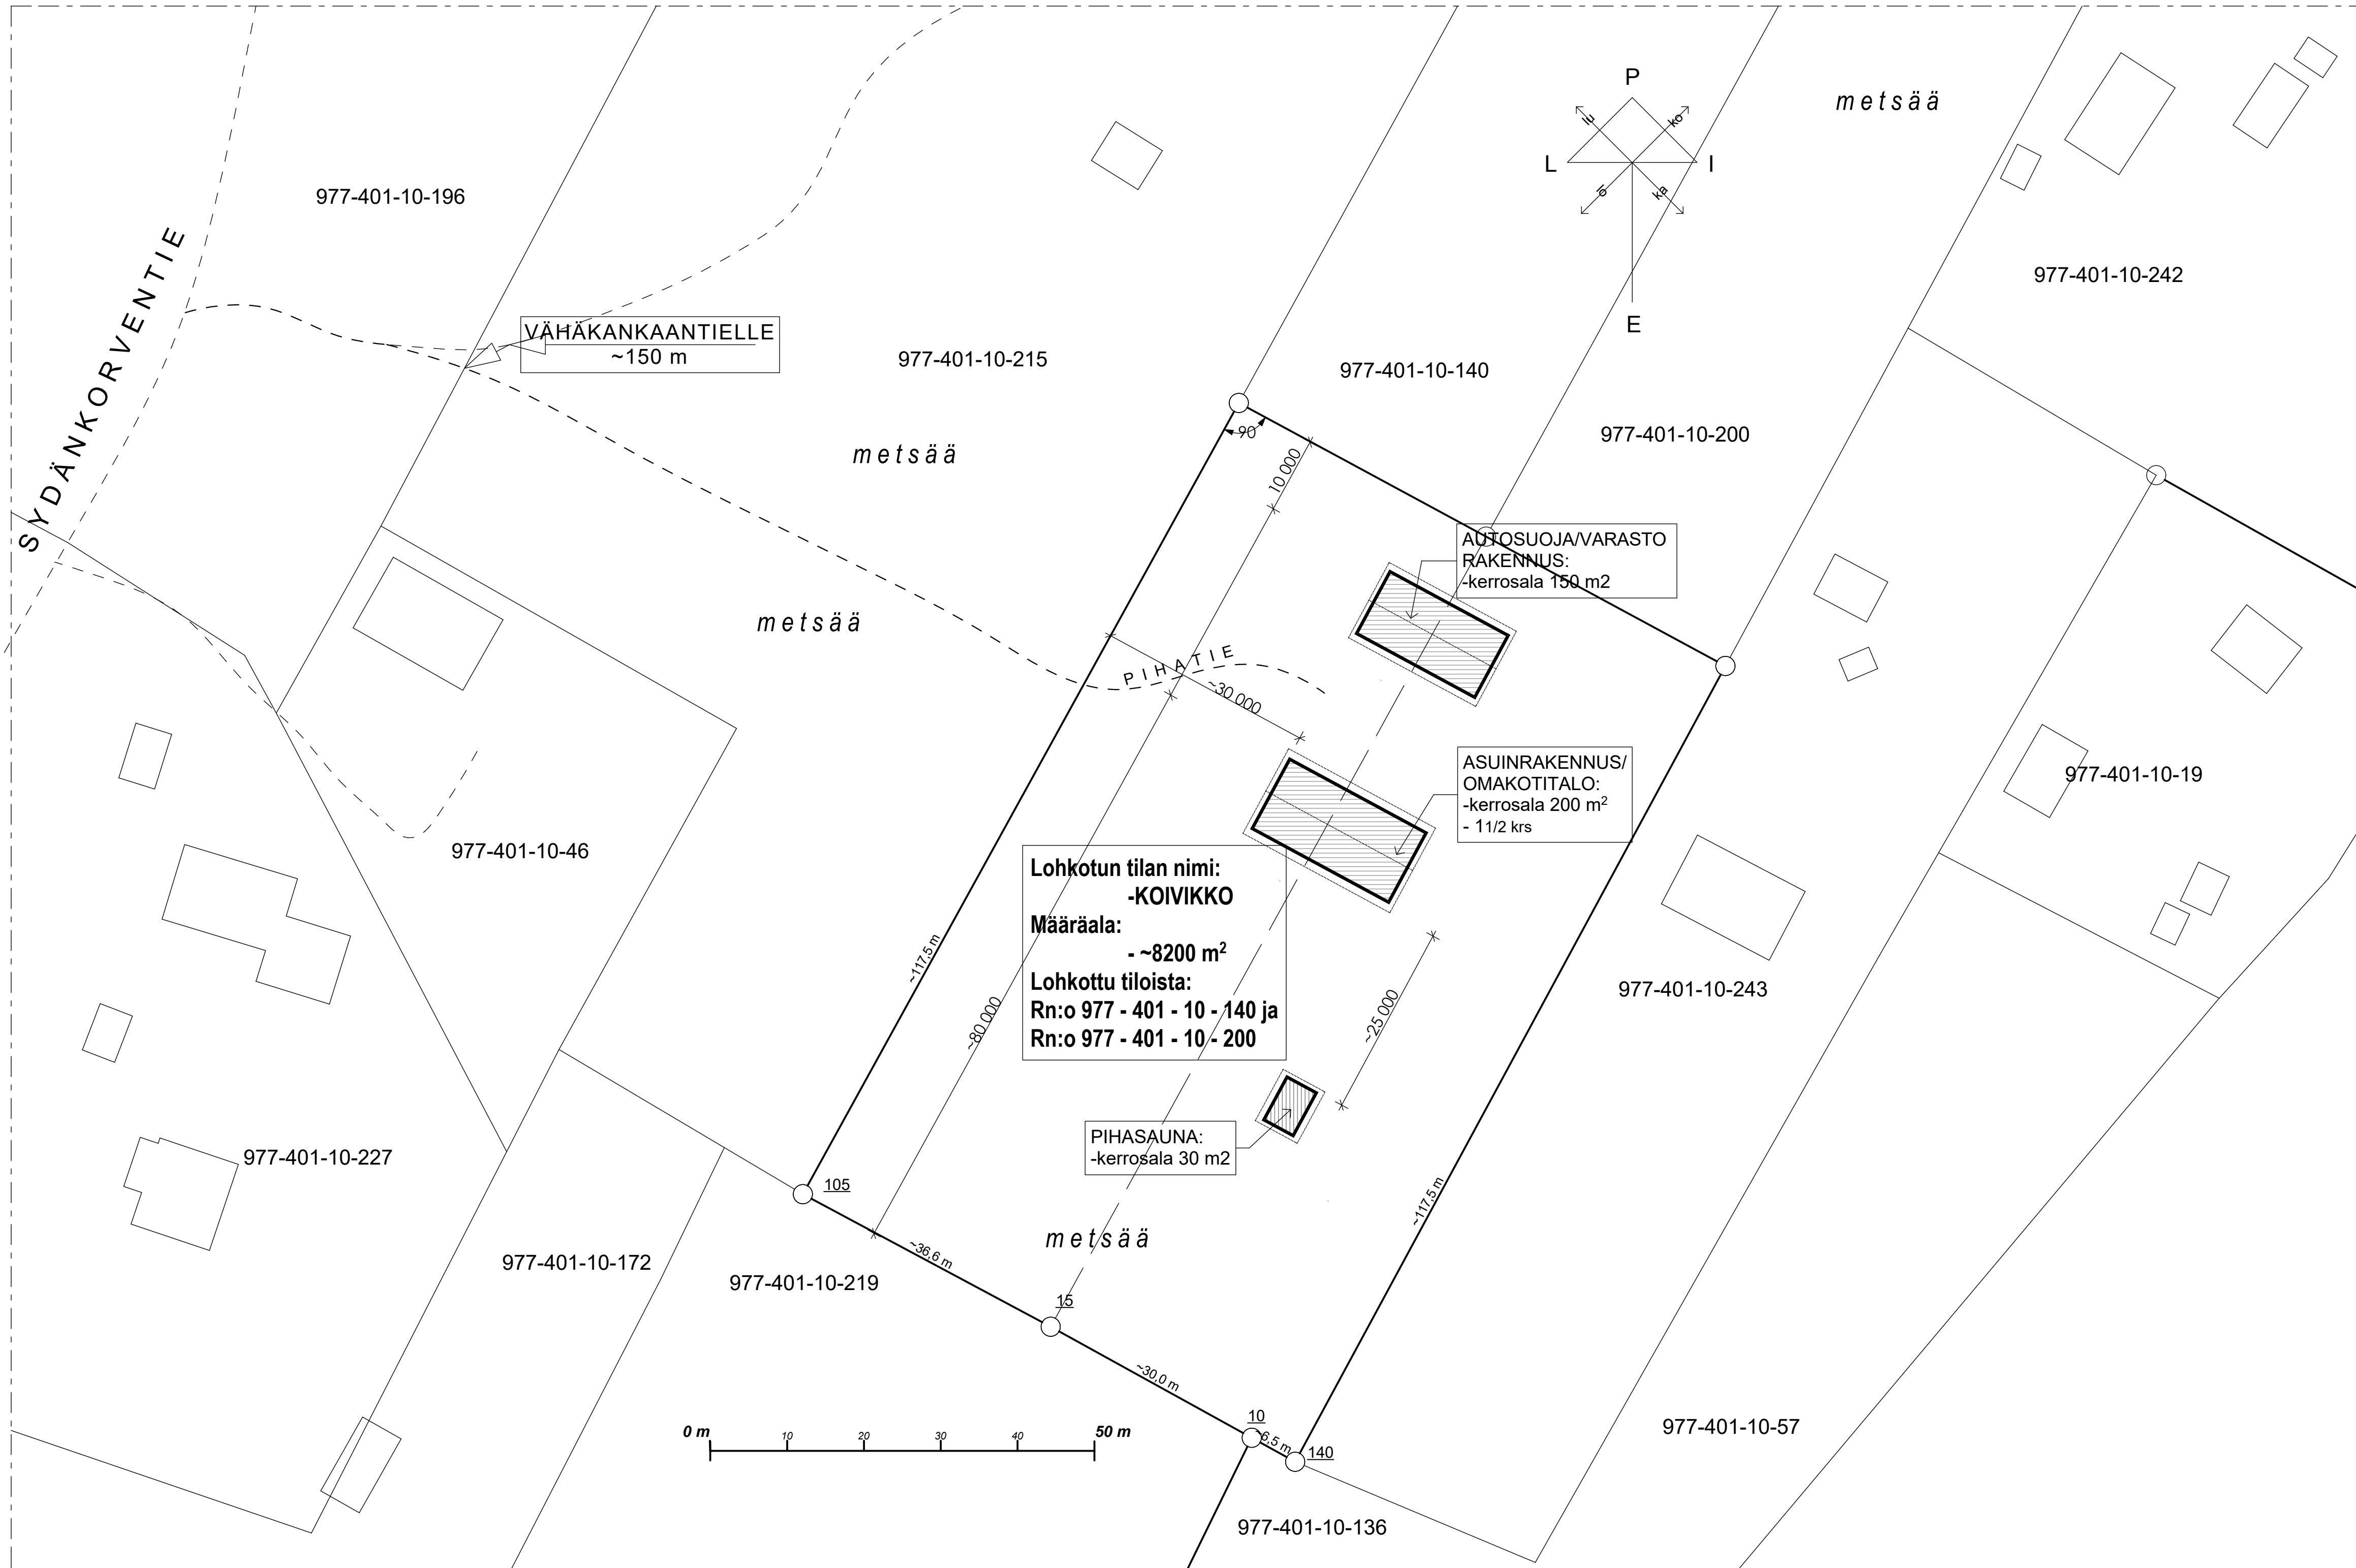 P
lu
ko
L
I
lo
ka
E
metsää
977-401-10-196
SYDÄNKORVENTIE
977-401-10-242
VÄHÄKANKAANTIELLE
~150 m
977-401-10-215
977-401-10-140
977-401-10-200
90
10 000
metsää
AUTOSUOJA/VARASTO
RAKENNUS:
-kerrosala 150 m2
metsää
PIHATIE
~30 000
ASUINRAKENNUS/
OMAKOTITALO:
-kerrosala 200 m²
- 11/2 krs
977-401-10-19
977-401-10-46
Lohkotun tilan nimi:
-KOIVIKKO
Määräala:
- ~8200 m²
Lohkottu tiloista:
Rn:o 977 - 401 - 10 - 140 ja
Rn:o 977 - 401 - 10 - 200
~117,5 m
~80 000
~25 000
977-401-10-243
PIHASAUNA:
-kerrosala 30 m2
977-401-10-227
105
~117,5 m
metsää
977-401-10-172
~36,6 m
977-401-10-219
15
~30,0 m
10
~6,5 m
140
0 m
10
20
30
40
50 m
977-401-10-57
977-401-10-136